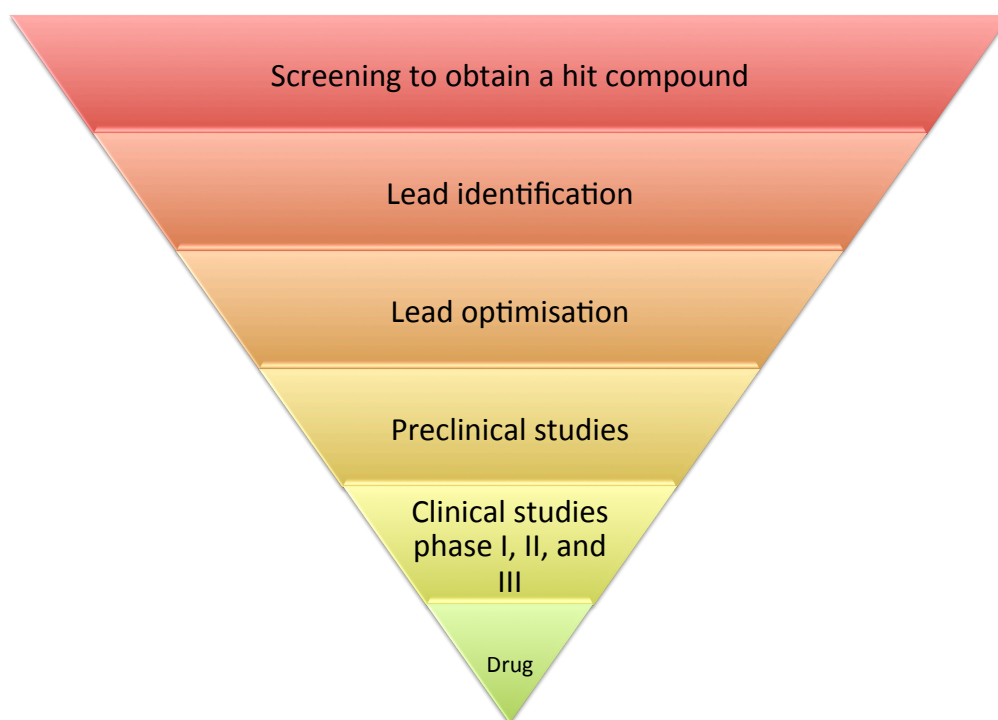 Screening to obtain a hit compound
Lead identification
Lead optimisation
Preclinical studies
Clinical studies
phase I, II, and
III
Drug